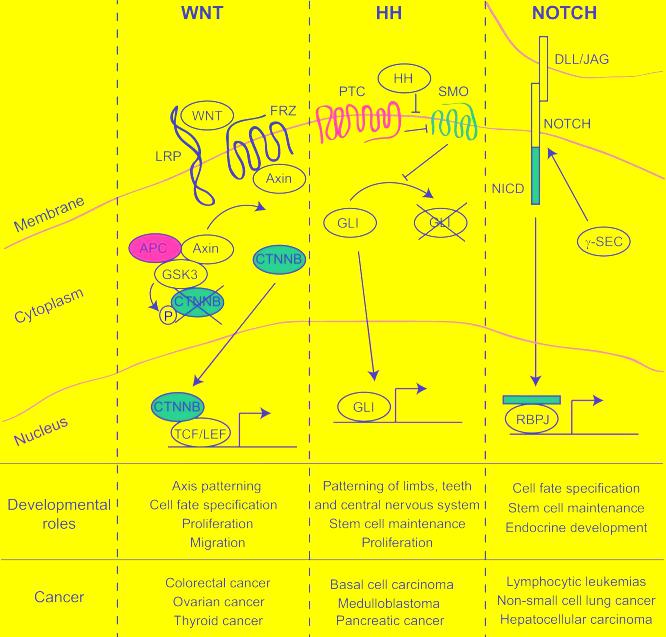 WNT
HH
NOTCH
DLL/JAG
HH
PTC
SMO
WNT
FRZ
NOTCH
LRP
Axin
NICD
Membrane
GLI
GLI
γ-SEC
APC
Axin
CTNNB
GSK3
CTNNB
P
Cytoplasm
CTNNB
GLI
TCF/LEF
RBPJ
Nucleus
Developmental
roles
Axis patterning
Cell fate specification
Proliferation
Migration
Patterning of limbs, teeth
and central nervous system
Stem cell maintenance
Proliferation
Cell fate specification
Stem cell maintenance
Endocrine development
Cancer
Colorectal cancer
Ovarian cancer
Thyroid cancer
Basal cell carcinoma
Medulloblastoma
Pancreatic cancer
Lymphocytic leukemias
Non-small cell lung cancer
Hepatocellular carcinoma